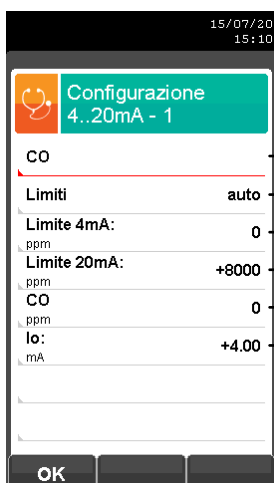 15/07/20
15:10
Configurazione
4..20mA - 1
CO
Limiti auto
Limite 4mA: 0
ppm
Limite 20mA: +8000
ppm
CO 0
ppm
Io: +4.00
mA
OK